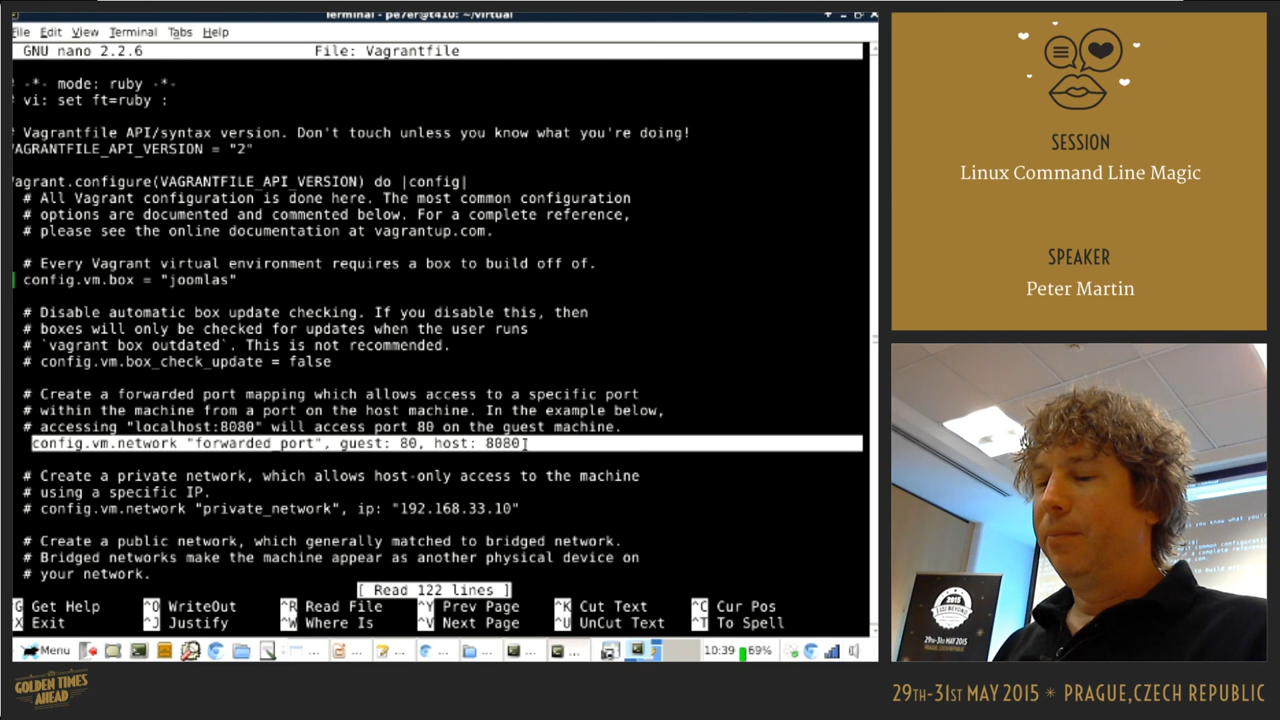 Terminal - pe7er@t410: ~/virtual
File Edit View Terminal Tabs Help
GNU nano 2.2.6 File: Vagrantfile
-*- mode: ruby -*-
vi: set ft=ruby :
Vagrantfile API/syntax version. Don't touch unless you know what you're doing!
VAGRANTFILE_API_VERSION = "2"
Vagrant.configure(VAGRANTFILE_API_VERSION) do |config|
# All Vagrant configuration is done here. The most common configuration
# options are documented and commented below. For a complete reference,
# please see the online documentation at vagrantup.com.
# Every Vagrant virtual environment requires a box to build off of.
config.vm.box = "joomlas"
# Disable automatic box update checking. If you disable this, then
# boxes will only be checked for updates when the user runs
# `vagrant box outdated`. This is not recommended.
# config.vm.box_check_update = false
# Create a forwarded port mapping which allows access to a specific port
# within the machine from a port on the host machine. In the example below,
# accessing "localhost:8080" will access port 80 on the guest machine.
config.vm.network "forwarded_port", guest: 80, host: 8080
# Create a private network, which allows host-only access to the machine
# using a specific IP.
# config.vm.network "private_network", ip: "192.168.33.10"
# Create a public network, which generally matched to bridged network.
# Bridged networks make the machine appear as another physical device on
# your network.
[ Read 122 lines ]
^G Get Help ^O WriteOut ^R Read File ^Y Prev Page ^K Cut Text ^C Cur Pos
^X Exit ^J Justify ^W Where Is ^V Next Page ^U UnCut Text ^T To Spell
Menu ... ... ... ... ... ... ... ... 10:39 69%
SESSION
Linux Command Line Magic
SPEAKER
Peter Martin
2015
J AND BEYOND
29TH-31ST MAY 2015
PRAGUE, CZECH REPUBLIC
GOLDEN TIMES
AHEAD
29TH-31ST MAY 2015 * PRAGUE, CZECH REPUBLIC